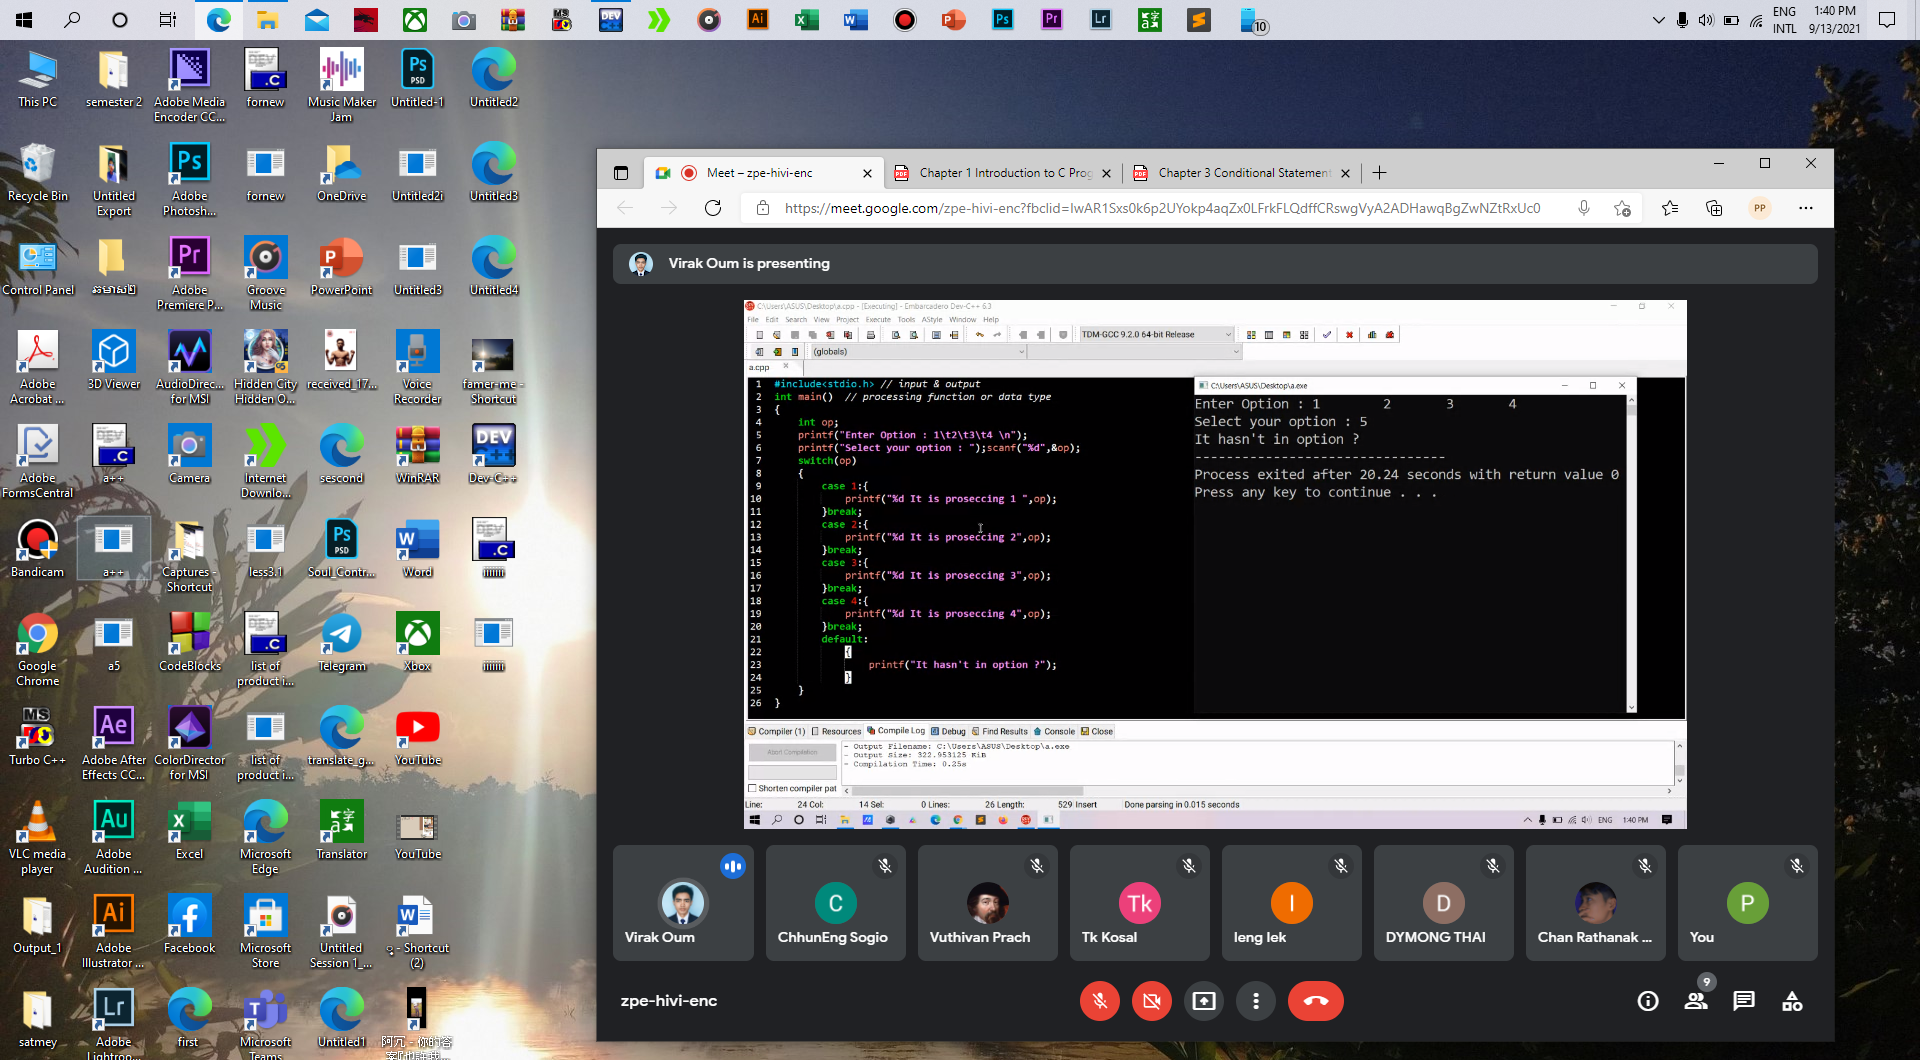 ENG
INTL
1:40 PM
9/13/2021
10
This PC
semester 2
Adobe Media
Encoder CC...
fornew
Music Maker
Jam
Untitled-1
Untitled2
Recycle Bin
Untitled
Export
Adobe
Photosh...
fornew
OneDrive
Untitled2i
Untitled3
Control Panel
Adobe
Premiere P...
Groove
Music
PowerPoint
Untitled3
Untitled4
Adobe
Acrobat ...
3D Viewer
AudioDirec...
for MSI
Hidden City
Hidden O...
received_17...
Voice
Recorder
famer-me -
Shortcut
Adobe
FormsCentral
a++
Camera
Internet
Downlo...
sescond
WinRAR
Dev-C++
Bandicam
a++
Captures -
Shortcut
less3.1
Soul_Contr...
Word
iiiiiii
Google
Chrome
a5
CodeBlocks
list of
product i...
Telegram
Xbox
iiiiiii
Turbo C++
Adobe After
Effects CC...
ColorDirector
for MSI
list of
product i...
translate_g...
YouTube
VLC media
player
Adobe
Audition ...
Excel
Microsoft
Edge
Translator
YouTube
Output_1
Adobe
Illustrator ...
Facebook
Microsoft
Store
Untitled
Session 1_...
- Shortcut
(2)
satmey
Adobe
Lightroo...
first
Microsoft
Teams
Untitled1
Meet – zpe-hivi-enc
Chapter 1 Introduction to C Prog
Chapter 3 Conditional Statement
https://meet.google.com/zpe-hivi-enc?fbclid=IwAR1Sxs0k6p2UYokp4aqZx0LFrkFLQdffCRswgVyA2ADHawqBgZwNZtRxUc0
PP
Virak Oum is presenting
C:\Users\ASUS\Desktop\a.cpp - [Executing] - Embarcadero Dev-C++ 6.3
File Edit Search View Project Execute Tools AStyle Window Help
TDM-GCC 9.2.0 64-bit Release
(globals)
a.cpp
1 #include<stdio.h> // input & output
2 int main() // processing function or data type
3 {
4 int op;
5 printf("Enter Option : 1\t2\t3\t4 \n");
6 printf("Select your option : ");scanf("%d",&op);
7 switch(op)
8 {
9 case 1:{
10 printf("%d It is proseccing 1 ",op);
11 }break;
12 case 2:{
13 printf("%d It is proseccing 2",op);
14 }break;
15 case 3:{
16 printf("%d It is proseccing 3",op);
17 }break;
18 case 4:{
19 printf("%d It is proseccing 4",op);
20 }break;
21 default:
22 {
23 printf("It hasn't in option ?");
24 }
25 }
26 }
C:\Users\ASUS\Desktop\a.exe
Enter Option : 1 2 3 4
Select your option : 5
It hasn't in option ?
--------------------------------
Process exited after 20.24 seconds with return value 0
Press any key to continue . . .
Compiler (1) Resources Compile Log Debug Find Results Console Close
Abort Compilation
- Output Filename: C:\Users\ASUS\Desktop\a.exe
- Output Size: 322.953125 KiB
- Compilation Time: 0.25s
Shorten compiler pat
Line: 24 Col: 14 Sel: 0 Lines: 26 Length: 529 Insert Done parsing in 0.015 seconds
ENG 1:40 PM
Virak Oum
C
ChhunEng Sogio
Vuthivan Prach
Tk
Tk Kosal
I
Ieng Iek
D
DYMONG THAI
Chan Rathanak ...
P
You
zpe-hivi-enc
9